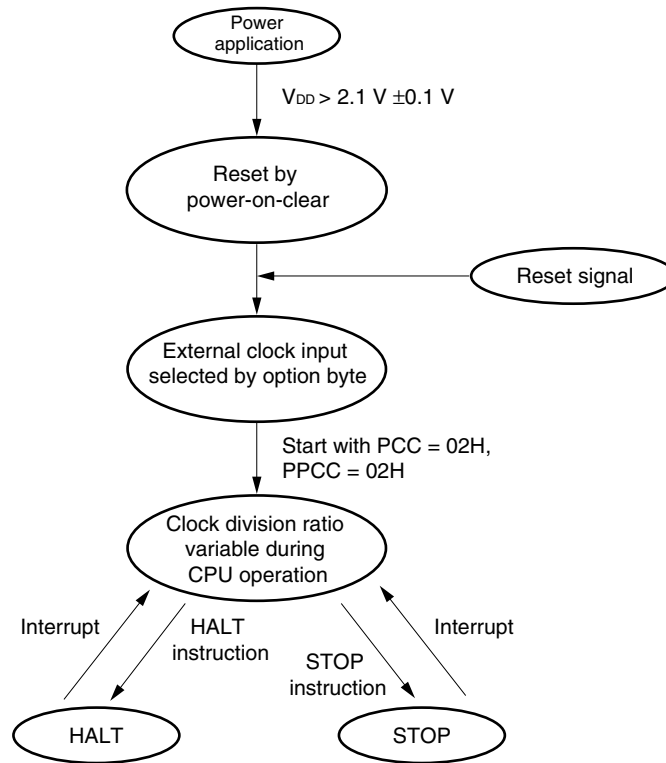 Power
application
VDD > 2.1 V ±0.1 V
Reset by
power-on-clear
Reset signal
External clock input
selected by option byte
Start with PCC = 02H,
PPCC = 02H
Clock division ratio
variable during
CPU operation
Interrupt
HALT
instruction
STOP
instruction
Interrupt
HALT
STOP